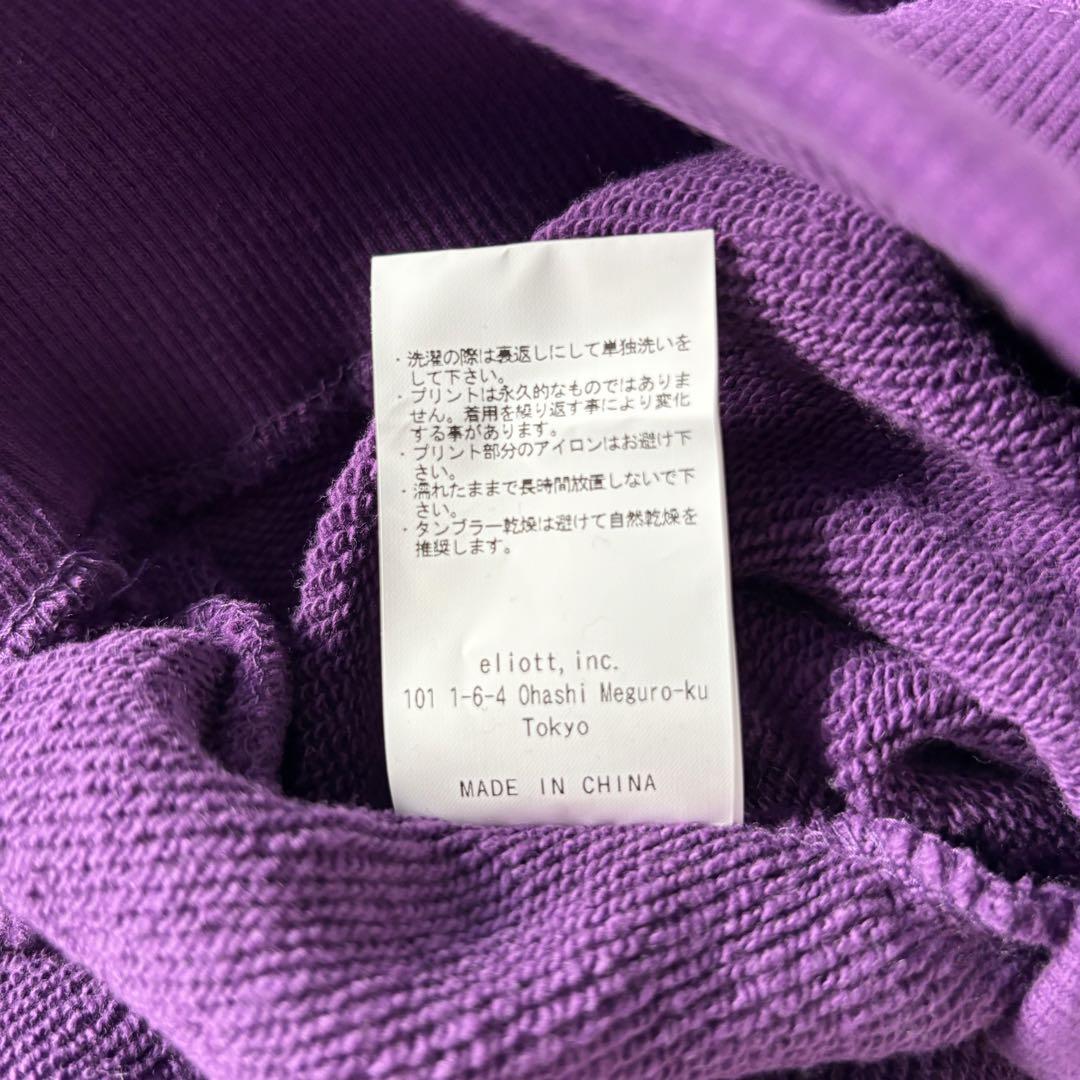 ・洗濯の際は裏返しにして単独洗いを
して下さい。
・プリントは永久的なものではありま
せん。着用を繰り返す事により変化
する事があります。
・プリント部分のアイロンはお避け下
さい。
・濡れたままで長時間放置しないで下
さい。
・タンブラー乾燥は避けて自然乾燥を
推奨します。
eliott, inc.
101 1-6-4 Ohashi Meguro-ku
Tokyo
MADE IN CHINA